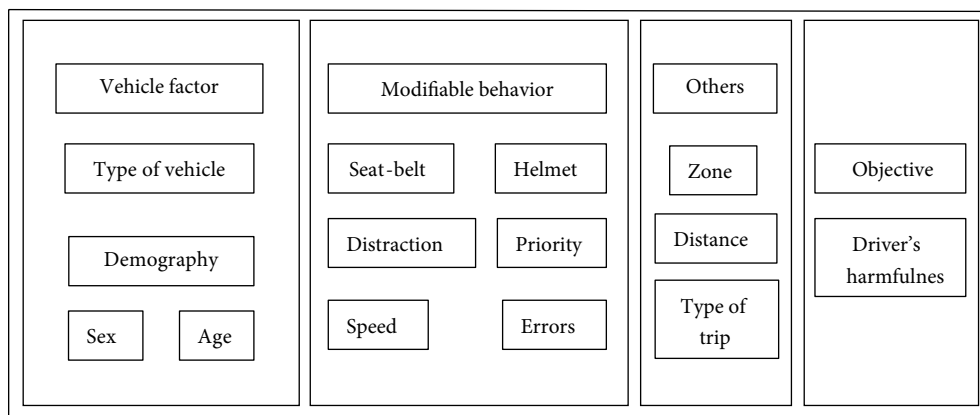 Vehicle factor
Type of vehicle
Demography
Sex
Age
Modifiable behavior
Seat-belt
Helmet
Distraction
Priority
Speed
Errors
Others
Zone
Distance
Type of
trip
Objective
Driver's
harmfulnes